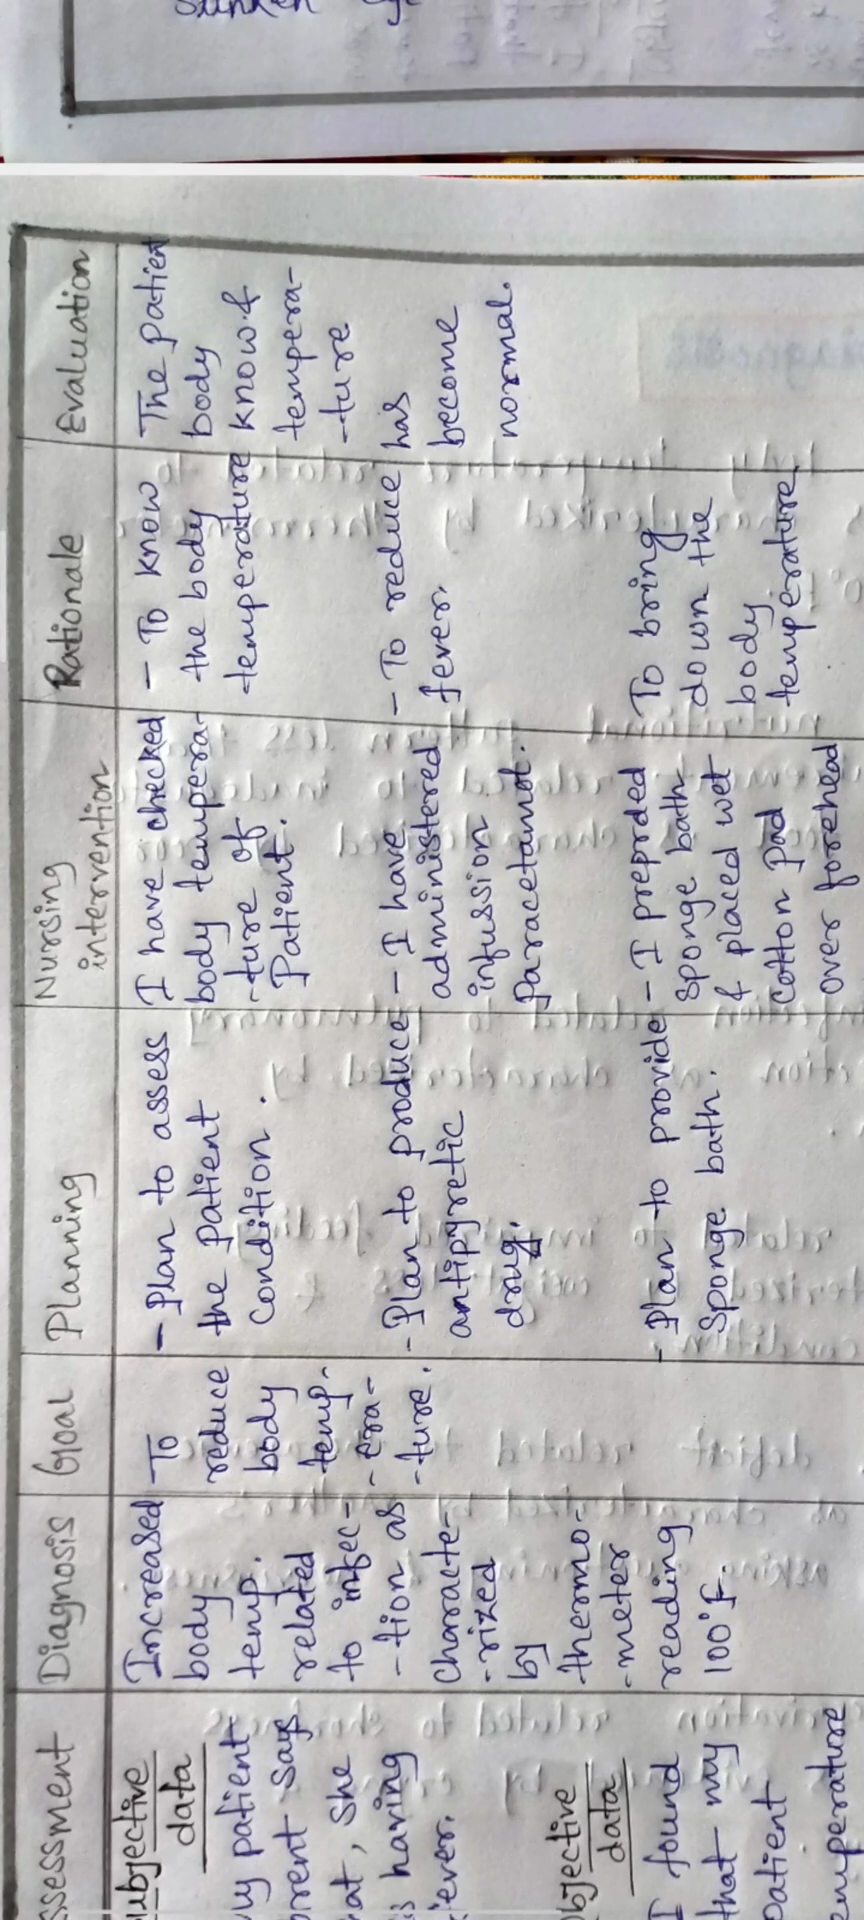 Sunken
Assessment
Subjective
data
My patient
parent says
that, she
is having
fever.
Objective
data
I found
that my
patient
temperature
Diagnosis
Increased
body
temp.
related
to infec-
-tion as
characte-
-rized
by
thermo-
-meter
reading
100°F.
Goal
To
reduce
body
temp.
-era-
-ture.
Planning
- Plan to assess
the patient
condition.
- Plan to produce
antipyretic
drug.
- Plan to provide
sponge bath.
Nursing
intervention
I have checked
body tempera-
-ture of
Patient.
- I have
administered
infussion
Paracetamol.
- I preprded
sponge bath
& placed wet
cotton pad
over forehead
Rationale
- To know
the body
temperature
- To reduce
fever.
To bring
down the
body
temperature
Evaluation
The patient
body
know &
tempera-
-ture
has
become
normal.